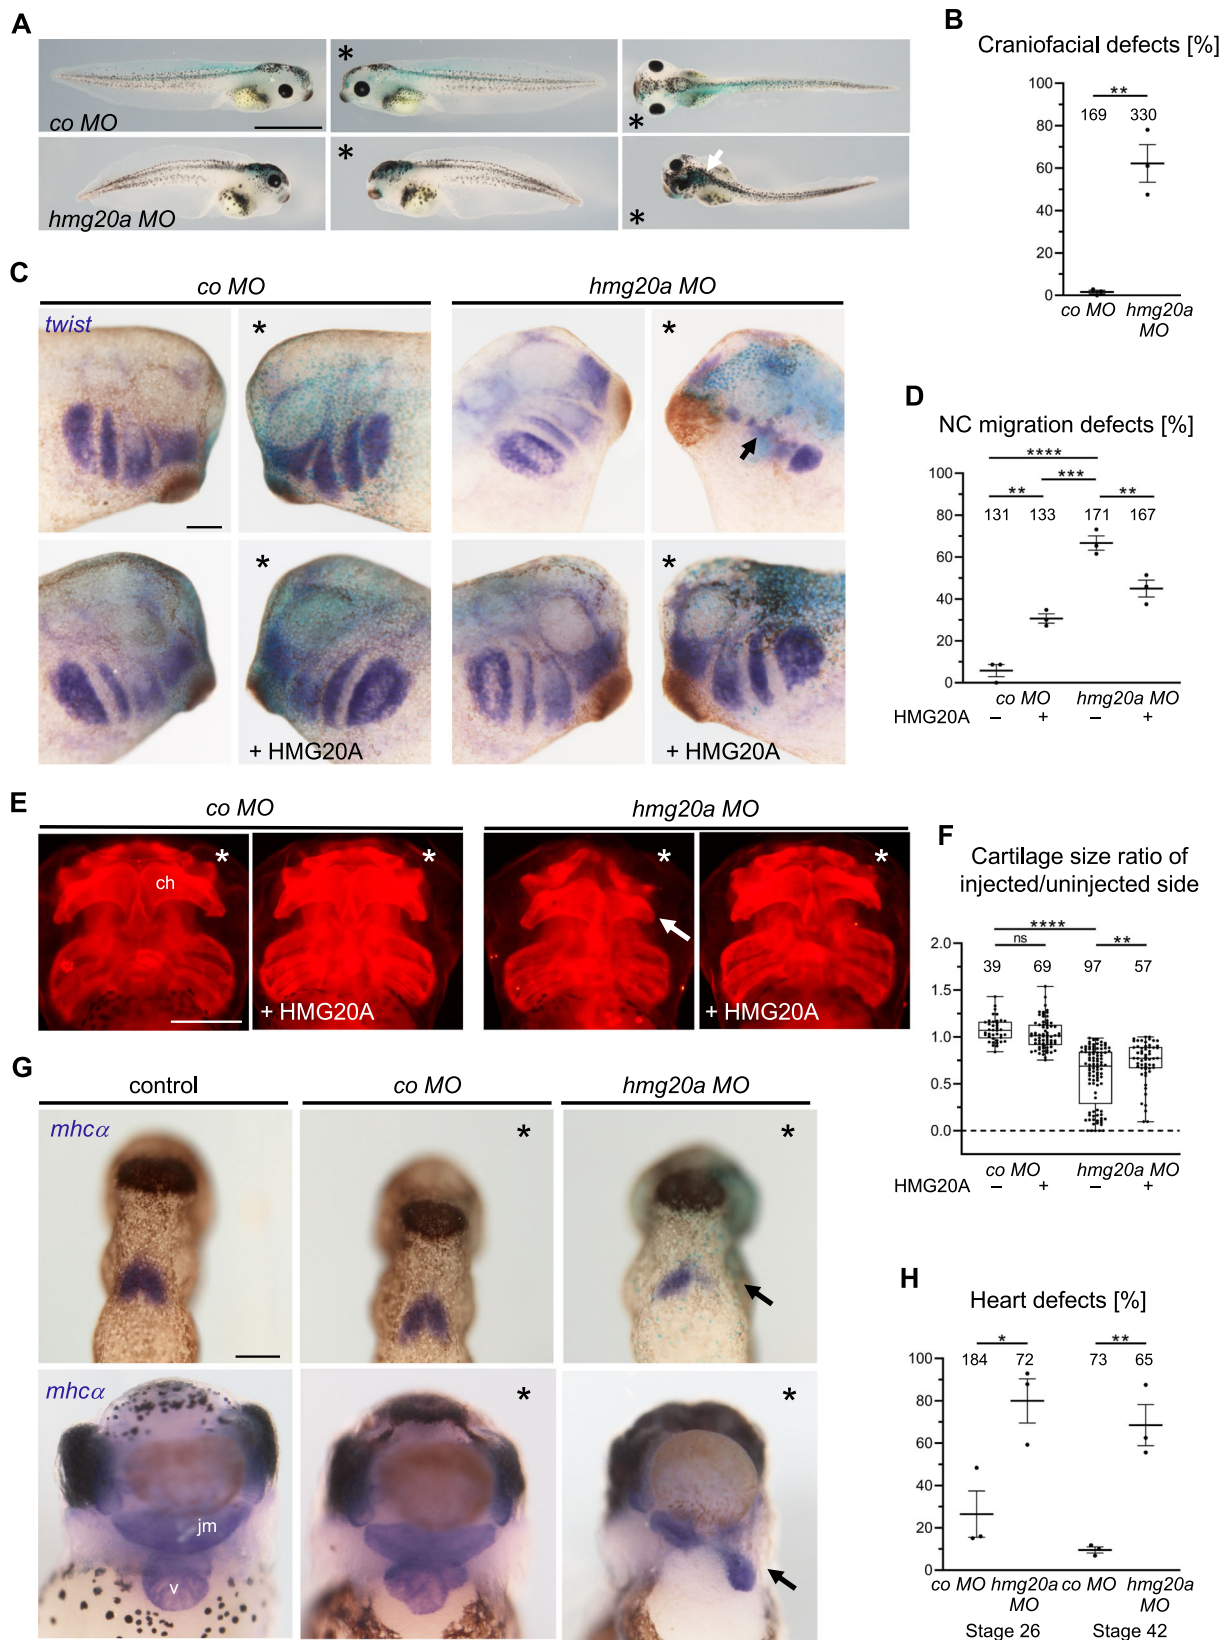 A
*
co MO
*
*
hmg20a MO
*
B
Craniofacial defects [%]
100
80
60
40
20
0
**
169 330
co MO hmg20a
MO
C
co MO hmg20a MO
twist
*
*
*
+ HMG20A
*
+ HMG20A
D
NC migration defects [%]
100
80
60
40
20
0
****
***
** **
131 133 171 167
co MO hmg20a MO
HMG20A – + – +
E
co MO hmg20a MO
ch
*
*
+ HMG20A
*
*
+ HMG20A
F
Cartilage size ratio of
injected/uninjected side
2.0
1.5
1.0
0.5
0.0
****
ns **
39 69 97 57
co MO hmg20a MO
HMG20A – + – +
G
control co MO hmg20a MO
mhcα
*
*
mhcα
jm
v
*
*
H
Heart defects [%]
100
80
60
40
20
0
* **
184 72 73 65
co MO hmg20a co MO hmg20a
MO MO
Stage 26 Stage 42